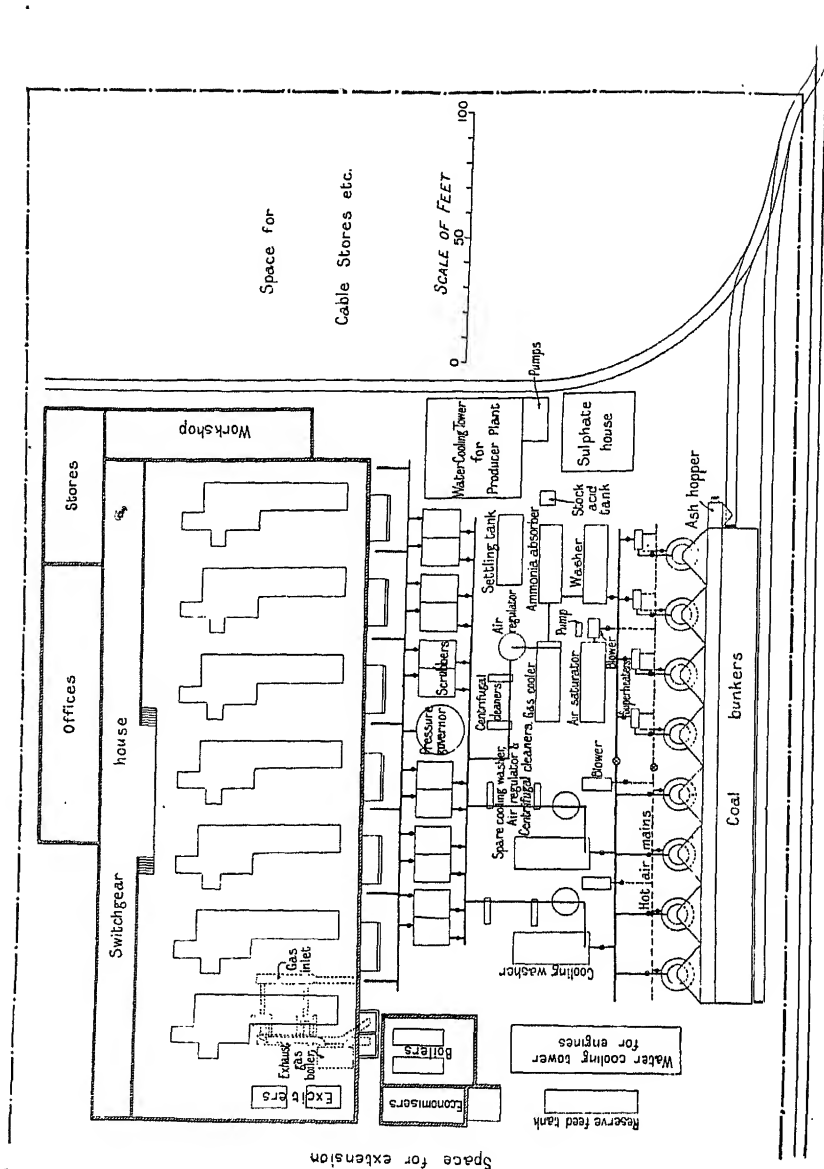 Space for extension
Offices
Stores
Switchgear
house
Workshop
Exciters
Exhaust
gas
boiler
Gas
inlet
Economisers
Boilers
Space for
Cable Stores etc.
SCALE OF FEET
0
50
100
Pressure
governor
Scrubbers
Water Cooling Tower
for
Producer Plant
Pumps
Settling tank
Air
regulator
Centrifugal
cleaners
Spare cooling washer,
Air regulator &
Centrifugal cleaners
Gas cooler
Ammonia absorber
Stock
acid
tank
Sulphate
house
Cooling washer
Pump
Air saturator
Blower
Washer
Blower
Superheaters
Hot air mains
Reserve feed
tank
Water cooling tower
for engines
Coal
bunkers
Ash hopper